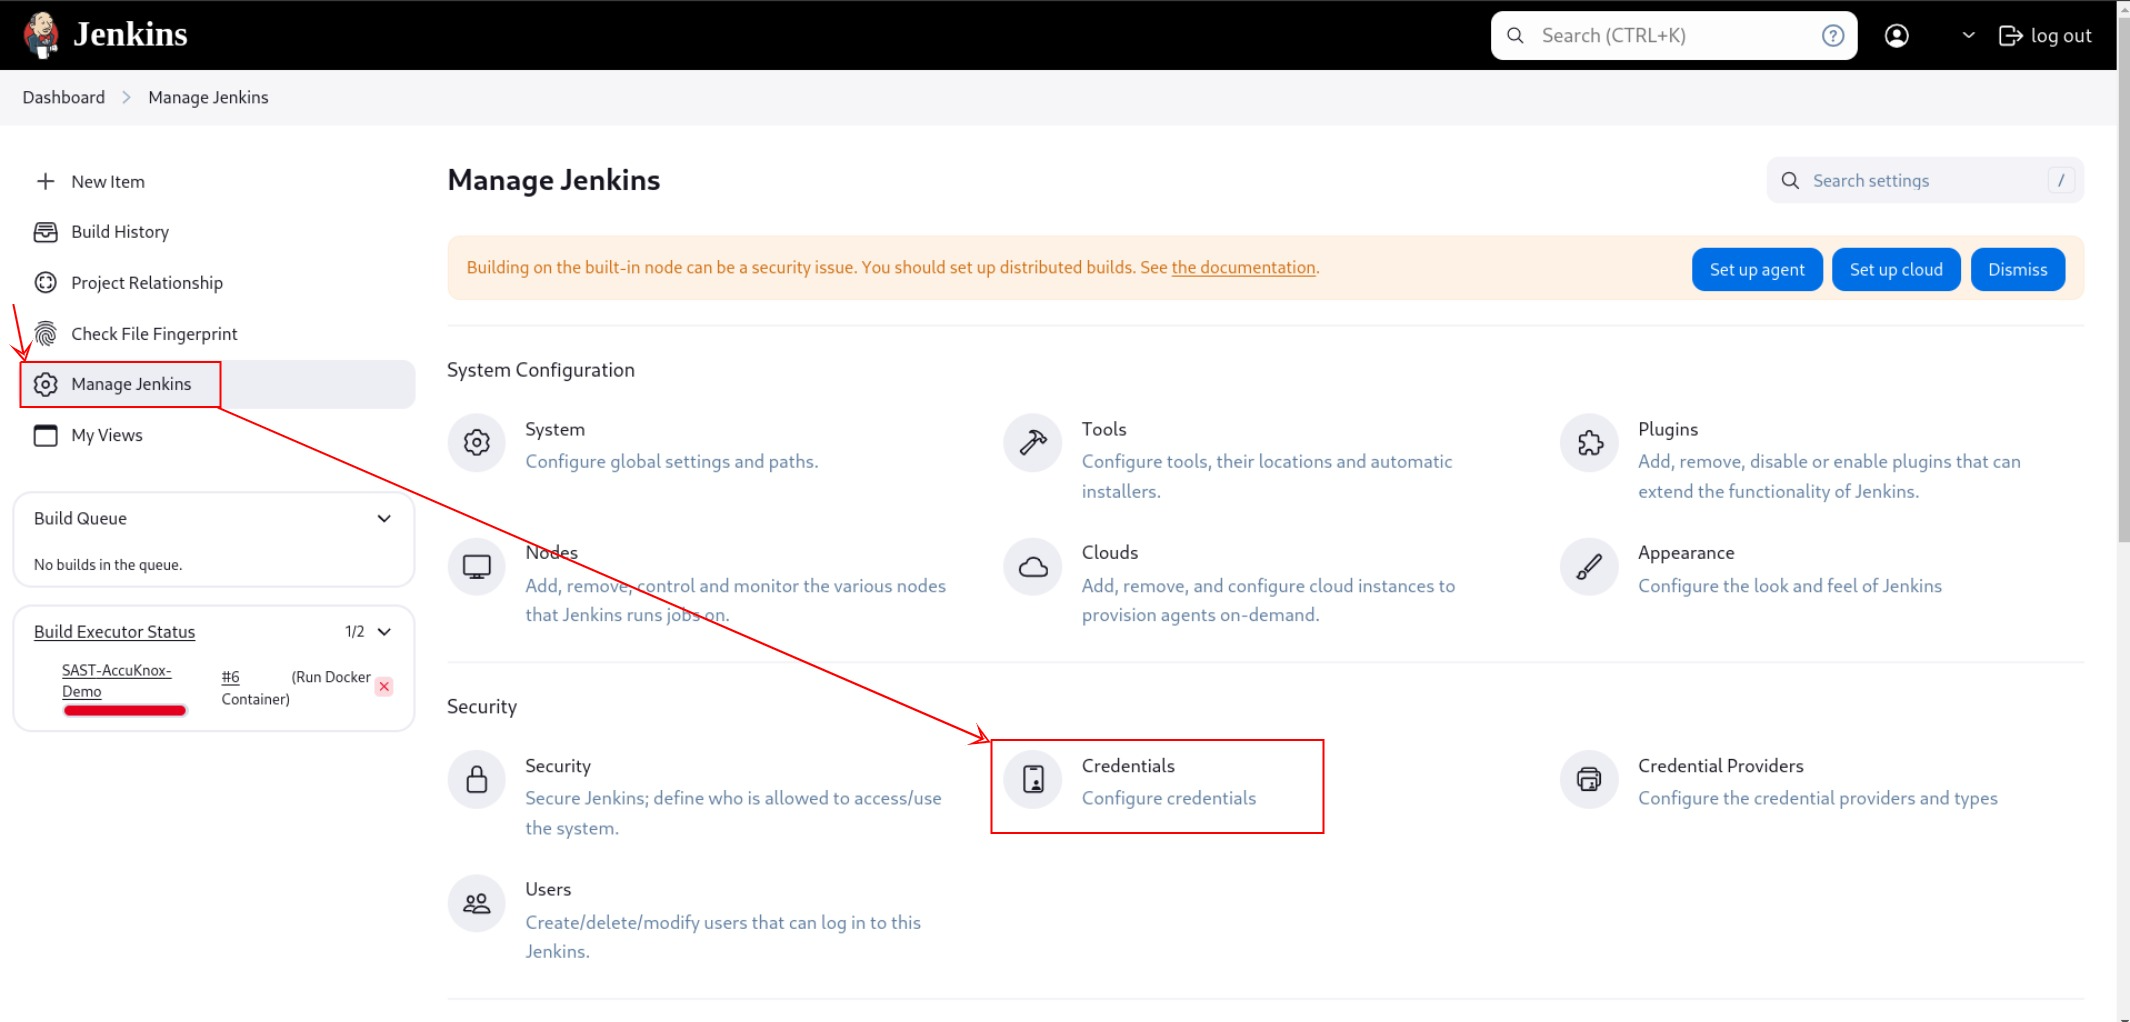 Jenkins
Search (CTRL+K)
?
log out
Dashboard
Manage Jenkins
New Item
Build History
Project Relationship
Check File Fingerprint
Manage Jenkins
My Views
Build Queue
No builds in the queue.
Build Executor Status
1/2
SAST-AccuKnox-
Demo
#6 (Run Docker
Container)
Manage Jenkins
Search settings
/
Building on the built-in node can be a security issue. You should set up distributed builds. See the documentation.
Set up agent
Set up cloud
Dismiss
System Configuration
System
Configure global settings and paths.
Tools
Configure tools, their locations and automatic
installers.
Plugins
Add, remove, disable or enable plugins that can
extend the functionality of Jenkins.
Nodes
Add, remove, control and monitor the various nodes
that Jenkins runs jobs on.
Clouds
Add, remove, and configure cloud instances to
provision agents on-demand.
Appearance
Configure the look and feel of Jenkins
Security
Security
Secure Jenkins; define who is allowed to access/use
the system.
Credentials
Configure credentials
Credential Providers
Configure the credential providers and types
Users
Create/delete/modify users that can log in to this
Jenkins.